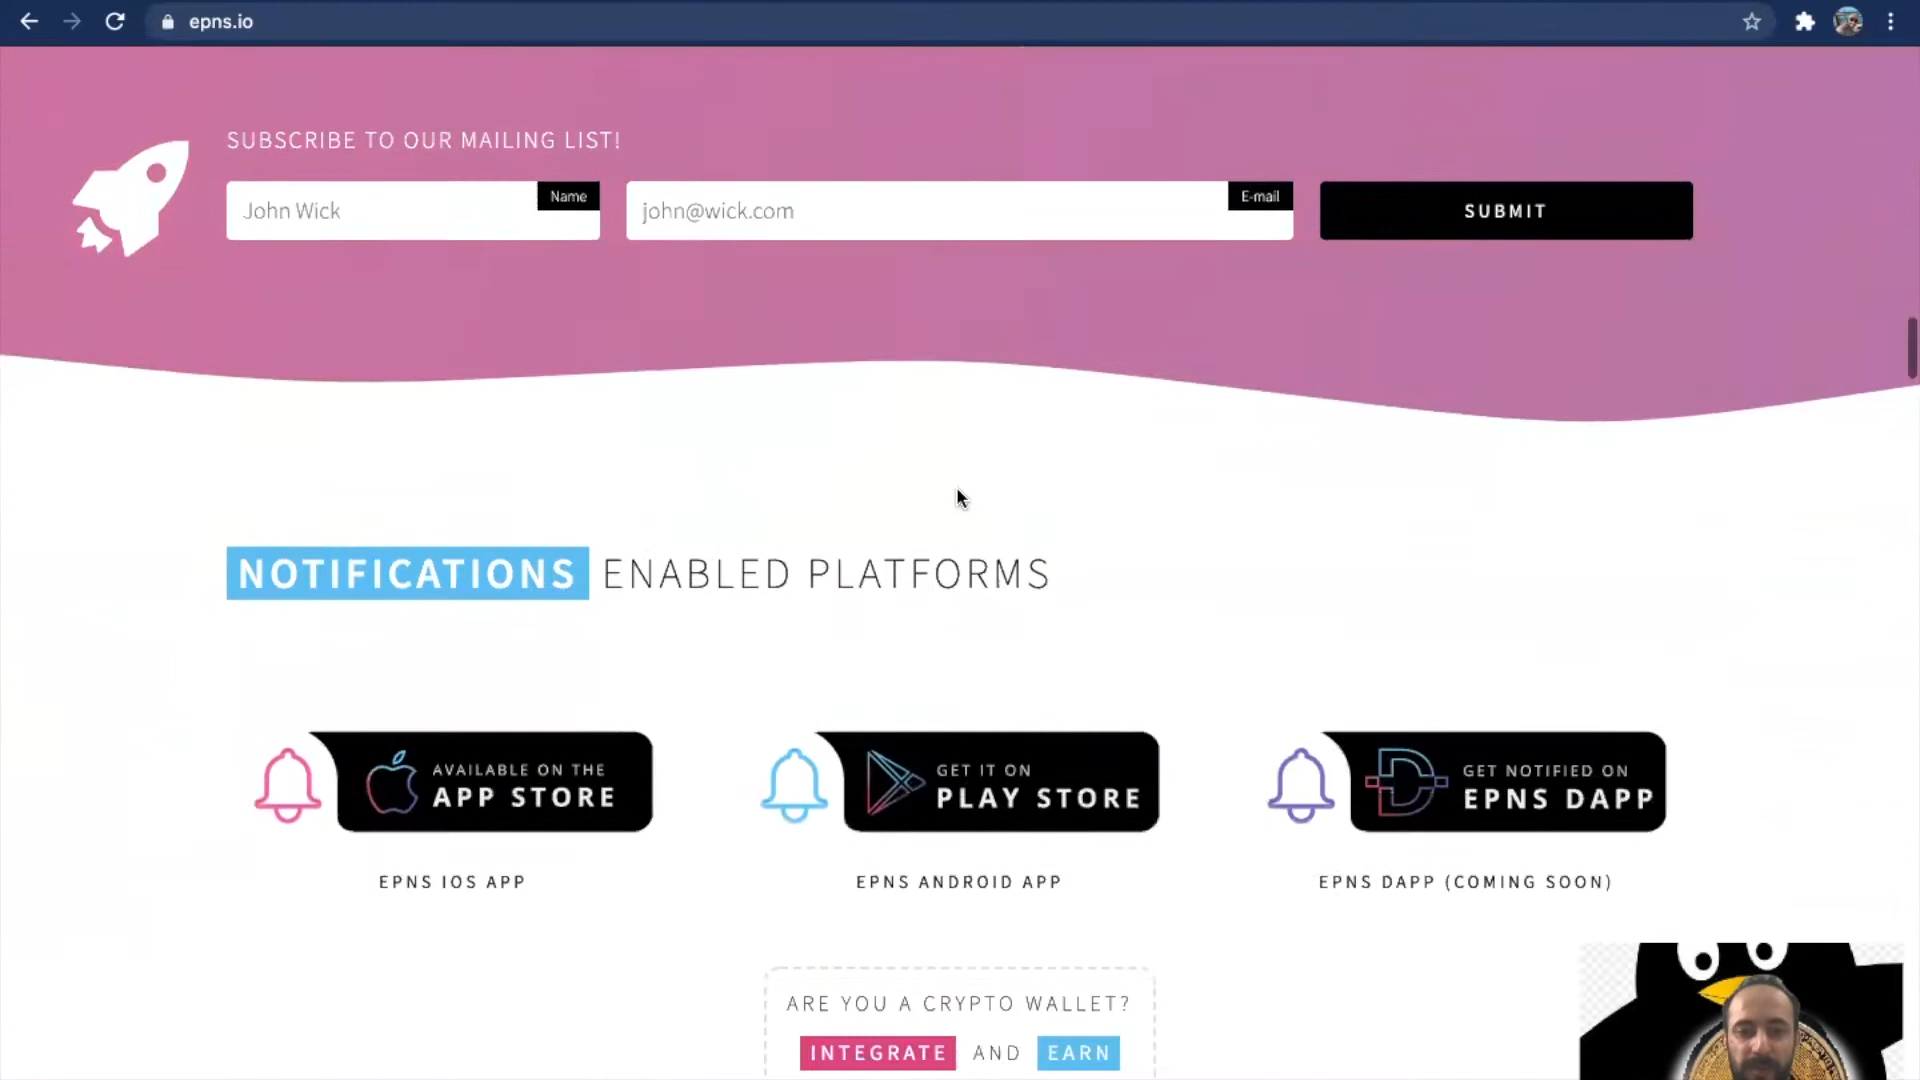 epns.io
SUBSCRIBE TO OUR MAILING LIST!
John Wick
Name
john@wick.com
E-mail
SUBMIT
NOTIFICATIONS ENABLED PLATFORMS
AVAILABLE ON THE
APP STORE
GET IT ON
PLAY STORE
GET NOTIFIED ON
EPNS DAPP
EPNS IOS APP
EPNS ANDROID APP
EPNS DAPP (COMING SOON)
ARE YOU A CRYPTO WALLET?
INTEGRATE AND EARN